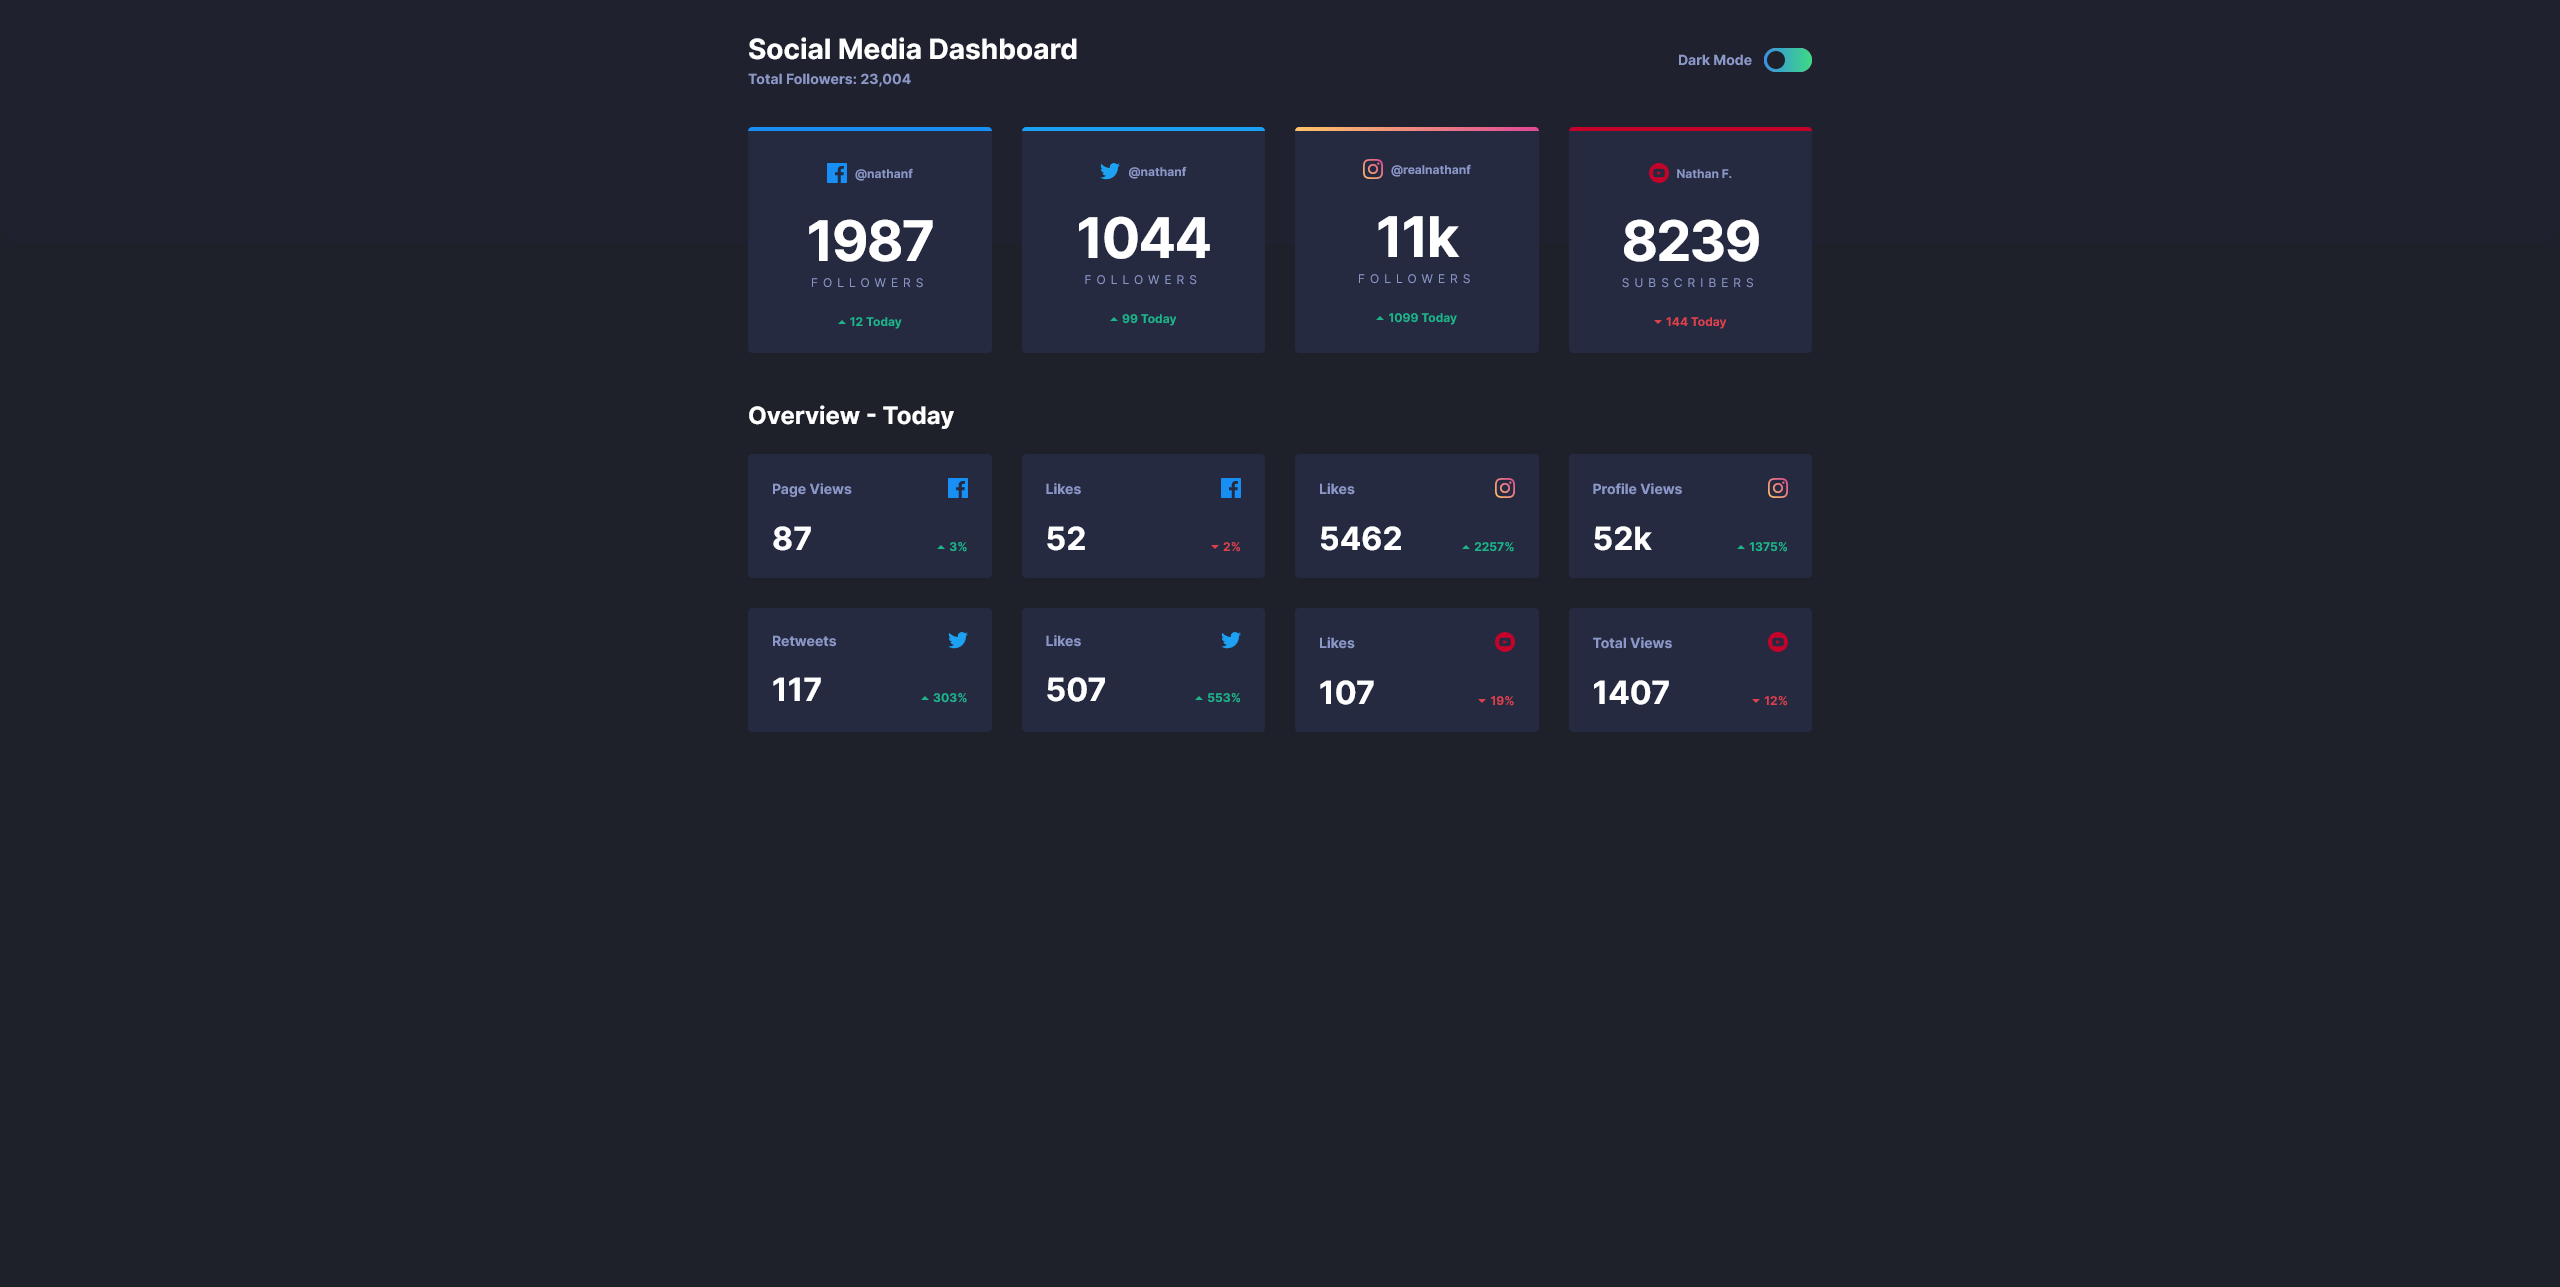 Social Media Dashboard
Total Followers: 23,004
Dark Mode
@nathanf
1987
FOLLOWERS
12 Today
@nathanf
1044
FOLLOWERS
99 Today
@realnathanf
11k
FOLLOWERS
1099 Today
Nathan F.
8239
SUBSCRIBERS
144 Today
Overview - Today
Page Views
87
3%
Likes
52
2%
Likes
5462
2257%
Profile Views
52k
1375%
Retweets
117
303%
Likes
507
553%
Likes
107
19%
Total Views
1407
12%